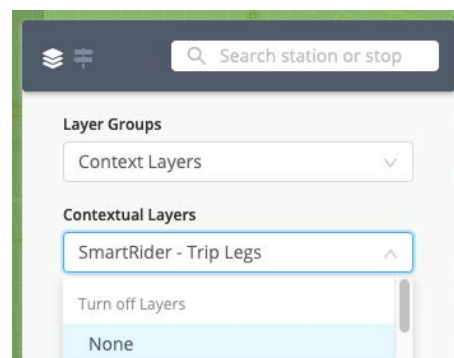 Search station or stop
Layer Groups
Context Layers
Contextual Layers
SmartRider - Trip Legs
Turn off Layers
None